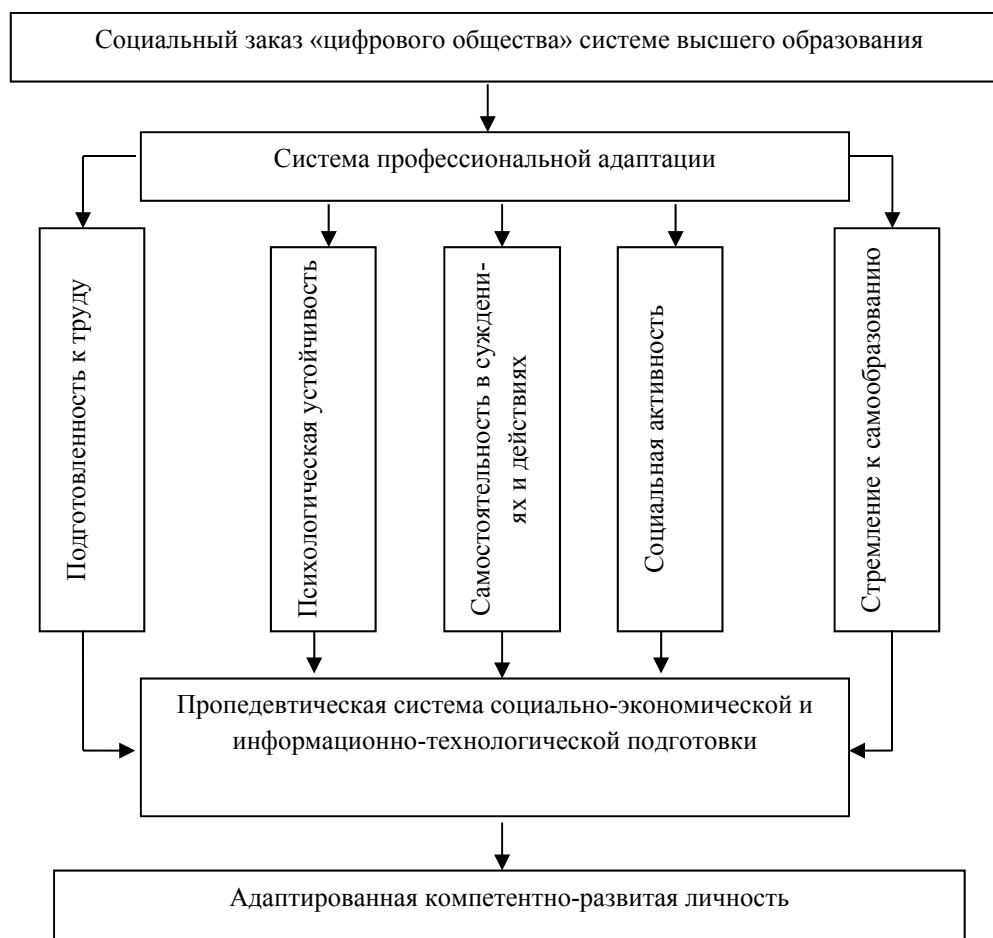 Социальный заказ «цифрового общества» системе высшего образования
Система профессиональной адаптации
Подготовленность к труду
Психологическая устойчивость
Самостоятельность в суждени-
ях и действиях
Социальная активность
Стремление к самообразованию
Пропедевтическая система социально-экономической и
информационно-технологической подготовки
Адаптированная компетентно-развитая личность